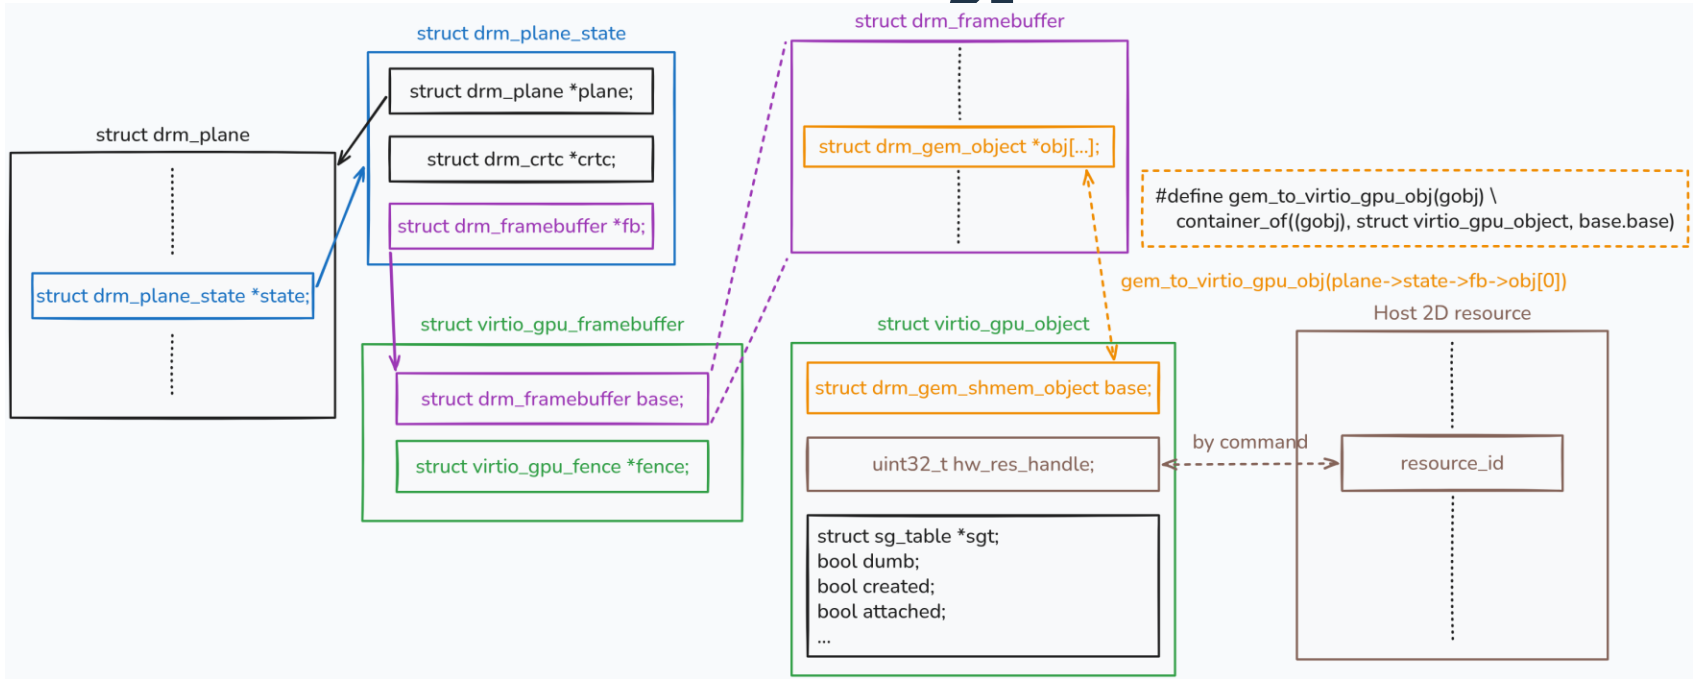 struct drm_plane
struct drm_plane_state *state;
struct drm_plane_state
struct drm_plane *plane;
struct drm_crtc *crtc;
struct drm_framebuffer *fb;
struct virtio_gpu_framebuffer
struct drm_framebuffer base;
struct virtio_gpu_fence *fence;
struct drm_framebuffer
struct drm_gem_object *obj[...];
#define gem_to_virtio_gpu_obj(gobj) \
container_of((gobj), struct virtio_gpu_object, base.base)
gem_to_virtio_gpu_obj(plane->state->fb->obj[0])
struct virtio_gpu_object
struct drm_gem_shmem_object base;
uint32_t hw_res_handle;
struct sg_table *sgt;
bool dumb;
bool created;
bool attached;
...
by command
Host 2D resource
resource_id